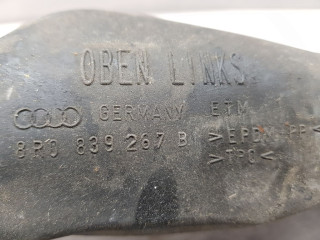 OBEN LINKS
GERMANY ETM
8P0 839 267 B >EPDM-PP<
>TPO<